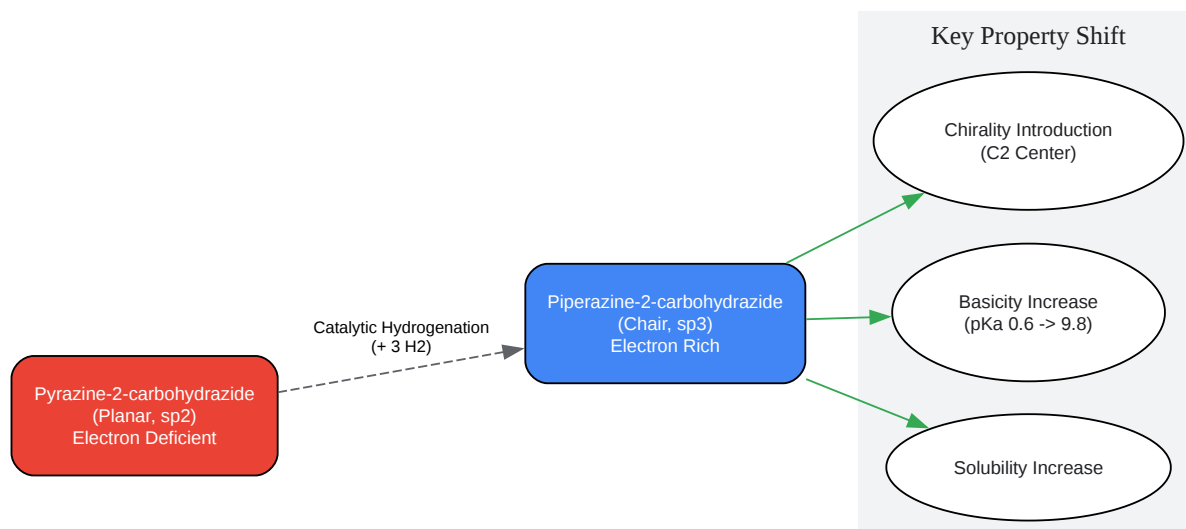 Key Property Shift
Chirality Introduction
(C2 Center)
Piperazine-2-carbohydrazide
(Chair, sp3)
Electron Rich
Basicity Increase
(pKa 0.6 -> 9.8)
Catalytic Hydrogenation
(+ 3 H2)
Pyrazine-2-carbohydrazide
(Planar, sp2)
Electron Deficient
Solubility Increase